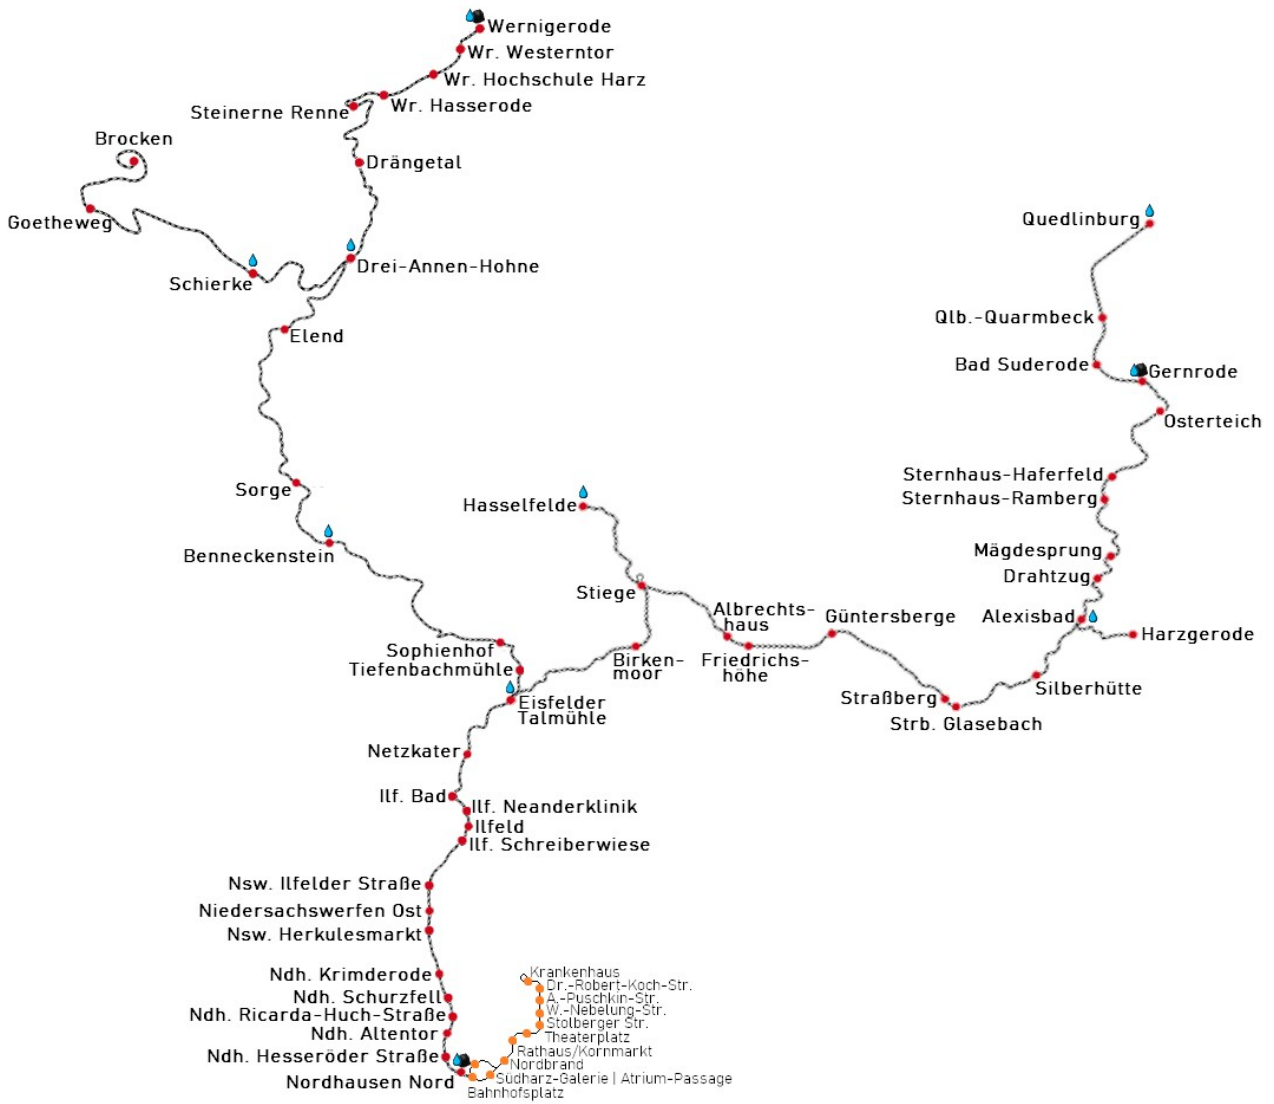 Wernigerode
Wr. Westerntor
Wr. Hochschule Harz
Wr. Hasserode
Steinerne Renne
Brocken
Drängetal
Goetheweg
Quedlinburg
Drei-Annen-Hohne
Schierke
Qlb.-Quarmbeck
Elend
Bad Suderode
Gernrode
Osterteich
Sternhaus-Haferfeld
Sorge
Sternhaus-Ramberg
Hasselfelde
Benneckenstein
Mägdesprung
Drahtzug
Stiege
Albrechts-
haus
Güntersberge
Alexisbad
Harzgerode
Sophienhof
Tiefenbachmühle
Birken-
moor
Friedrichs-
höhe
Silberhütte
Straßberg
Strb. Glasebach
Eisfelder
Talmühle
Netzkater
Ilf. Bad
Ilf. Neanderklinik
Ilfeld
Ilf. Schreiberwiese
Nsw. Ilfelder Straße
Niedersachswerfen Ost
Nsw. Herkulesmarkt
Ndh. Krimderode
Krankenhaus
Dr.-Robert-Koch-Str.
Ndh. Schurzfell
A.-Puschkin-Str.
W.-Nebelung-Str.
Ndh. Ricarda-Huch-Straße
Stolberger Str.
Ndh. Altentor
Theaterplatz
Rathaus/Kornmarkt
Ndh. Hesseröder Straße
Nordbrand
Nordhausen Nord
Südharz-Galerie | Atrium-Passage
Bahnhofsplatz